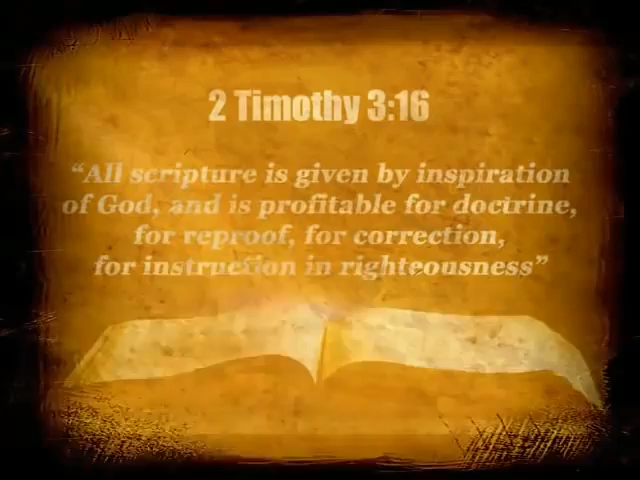 2 Timothy 3:16
“All scripture is given by inspiration
of God, and is profitable for doctrine,
for reproof, for correction,
for instruction in righteousness”